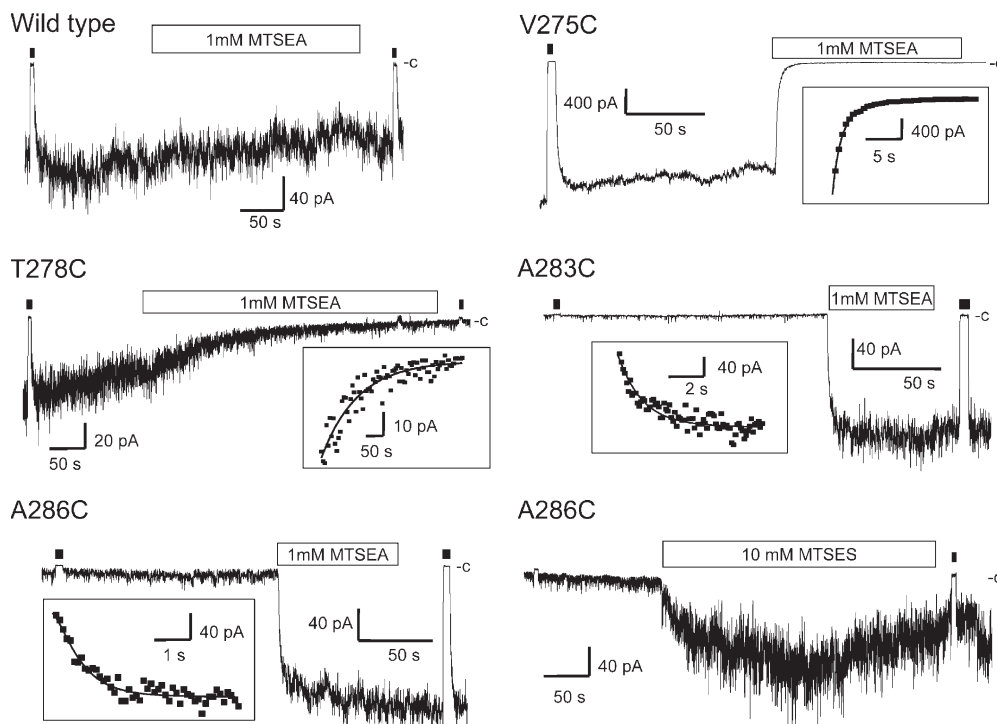 Wild type
1mM MTSEA
-c
40 pA
50 s
V275C
1mM MTSEA
-c
400 pA
50 s
400 pA
5 s
T278C
1mM MTSEA
-c
20 pA
50 s
10 pA
50 s
A283C
1mM MTSEA
-c
40 pA
50 s
40 pA
2 s
A286C
1mM MTSEA
-c
40 pA
50 s
40 pA
1 s
A286C
10 mM MTSES
-c
40 pA
50 s